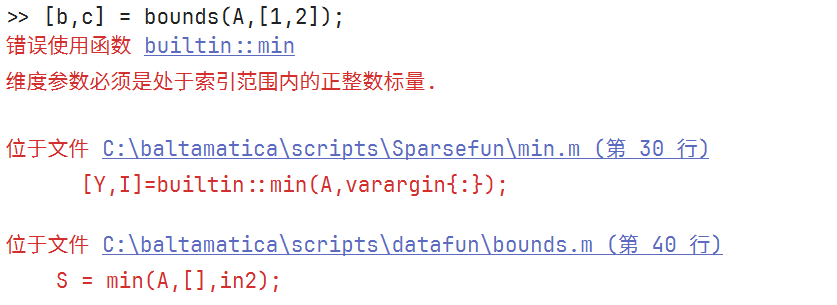 >> [b,c] = bounds(A,[1,2]);
错误使用函数 builtin::min
维度参数必须是处于索引范围内的正整数标量.
位于文件 C:\baltamatica\scripts\Sparsefun\min.m (第 30 行)
[Y,I]=builtin::min(A,varargin{:});
位于文件 C:\baltamatica\scripts\datafun\bounds.m (第 40 行)
S = min(A,[],in2);